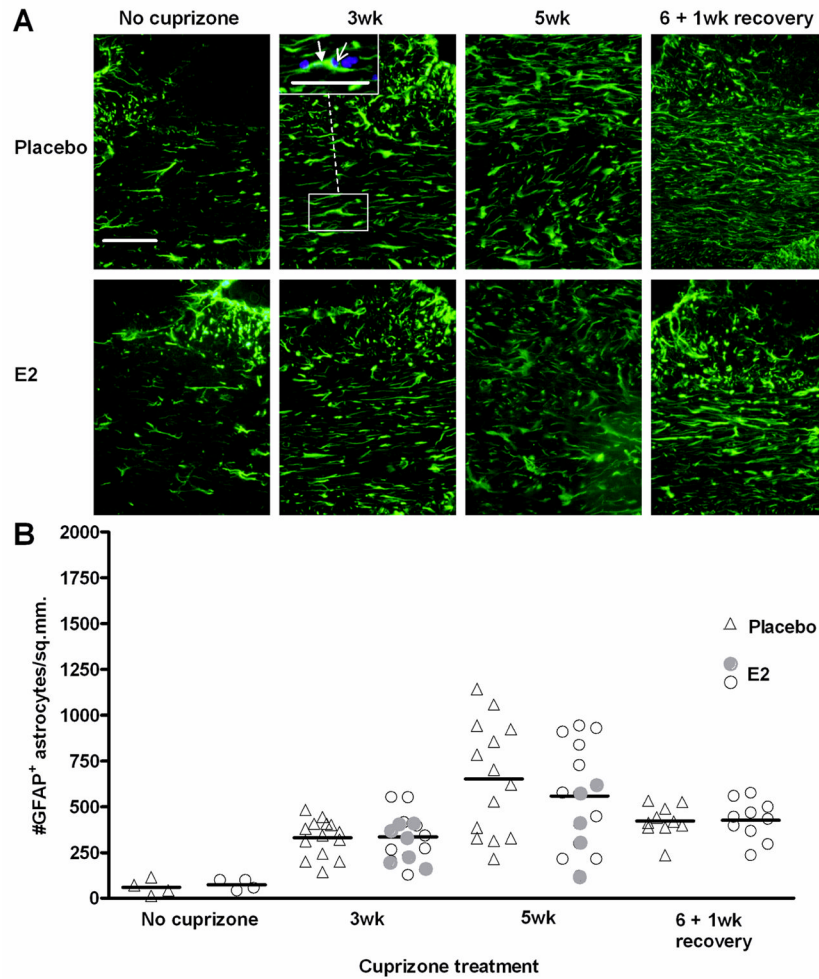 A
No cuprizone 3wk 5wk 6 + 1wk recovery
Placebo
E2
B
2000
1750
1500
1250
1000
750
500
250
0
#GFAP+ astrocytes/sq.mm.
Placebo
E2
No cuprizone 3wk 5wk 6 + 1wk
recovery
Cuprizone treatment